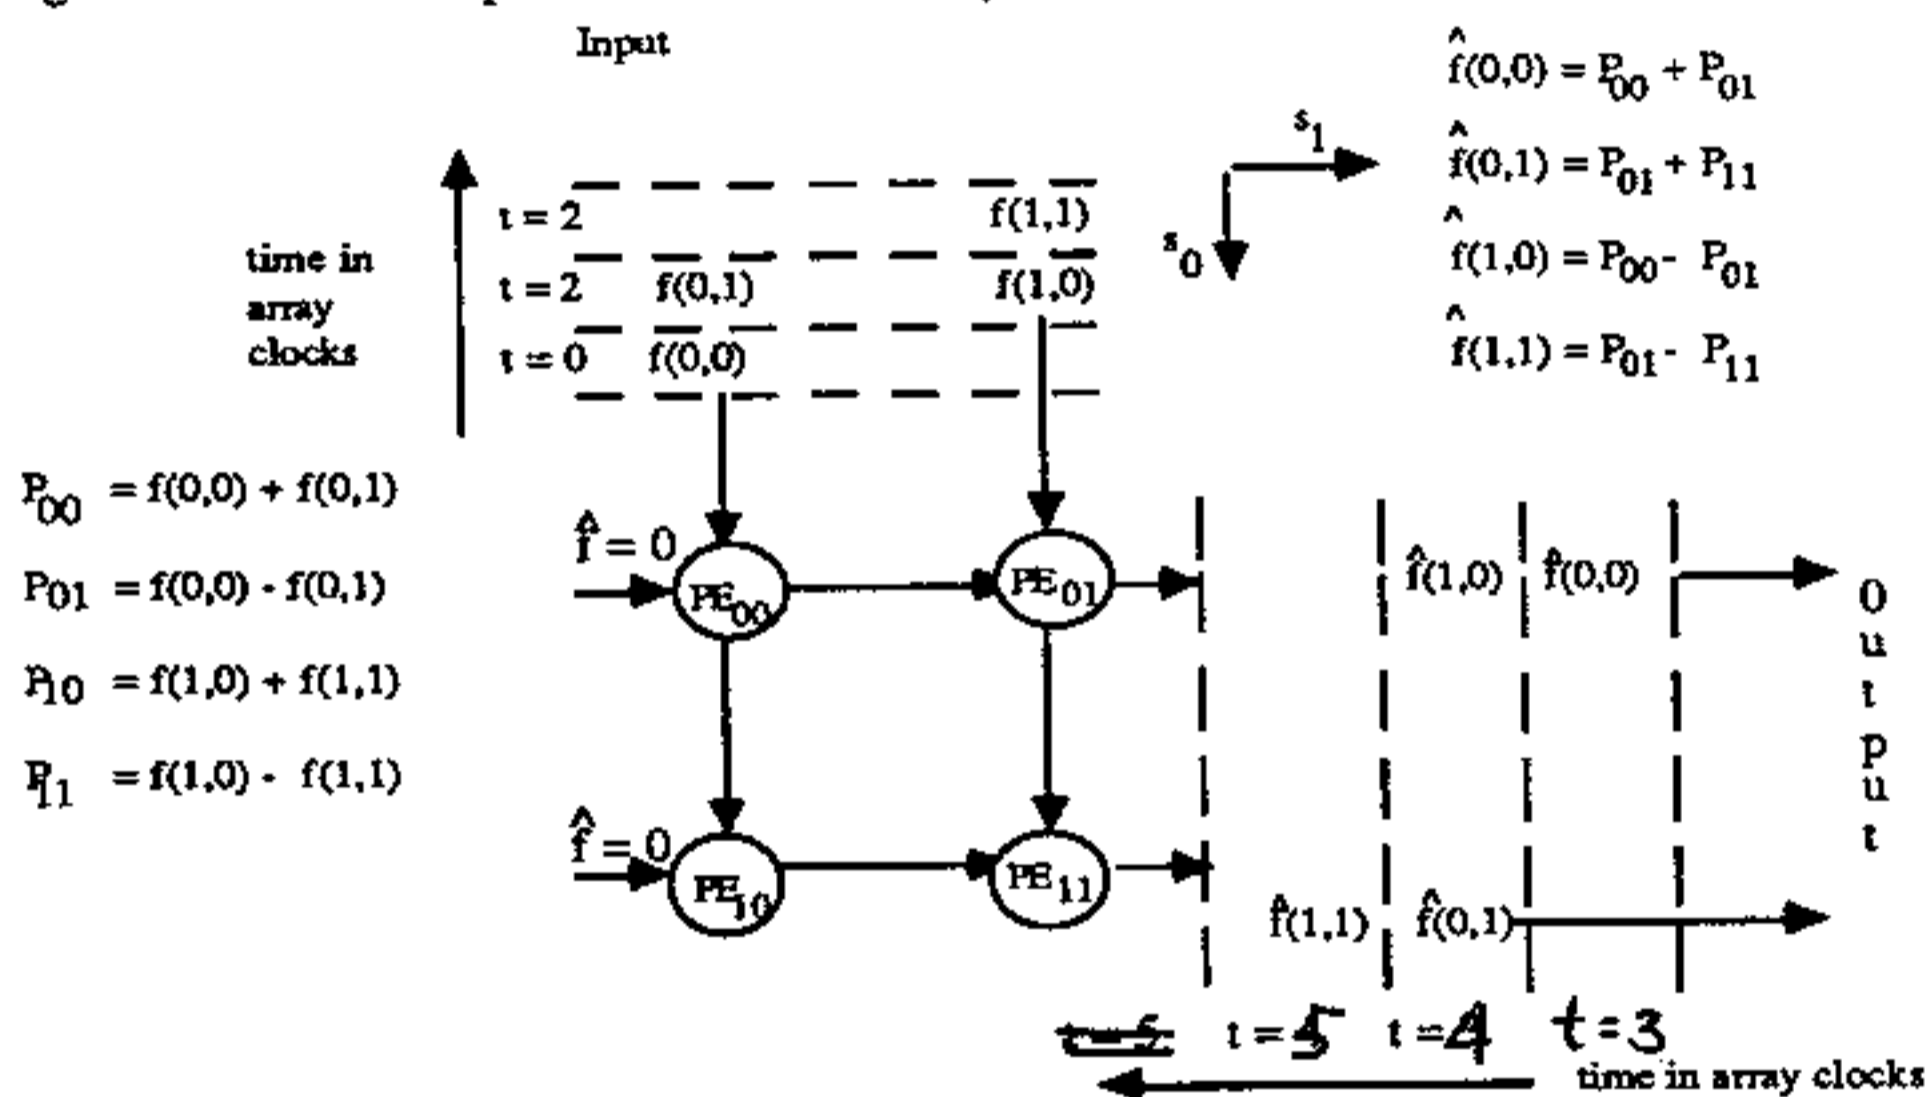 Input
f̂(0,0) = P00 + P01
s1
f̂(0,1) = P01 + P11
t = 2 f(1,1)
s0
f̂(1,0) = P00 - P01
time in
array
clocks
t = 2 f(0,1) f(1,0)
f̂(1,1) = P01 - P11
t = 0 f(0,0)
P00 = f(0,0) + f(0,1)
P01 = f(0,0) - f(0,1)
P10 = f(1,0) + f(1,1)
P11 = f(1,0) - f(1,1)
f̂ = 0
PE00
PE01
f̂(1,0) f̂(0,0)
Output
f̂ = 0
PE10
PE11
f̂(1,1) f̂(0,1)
t = 5 t = 4 t = 3
time in array clocks